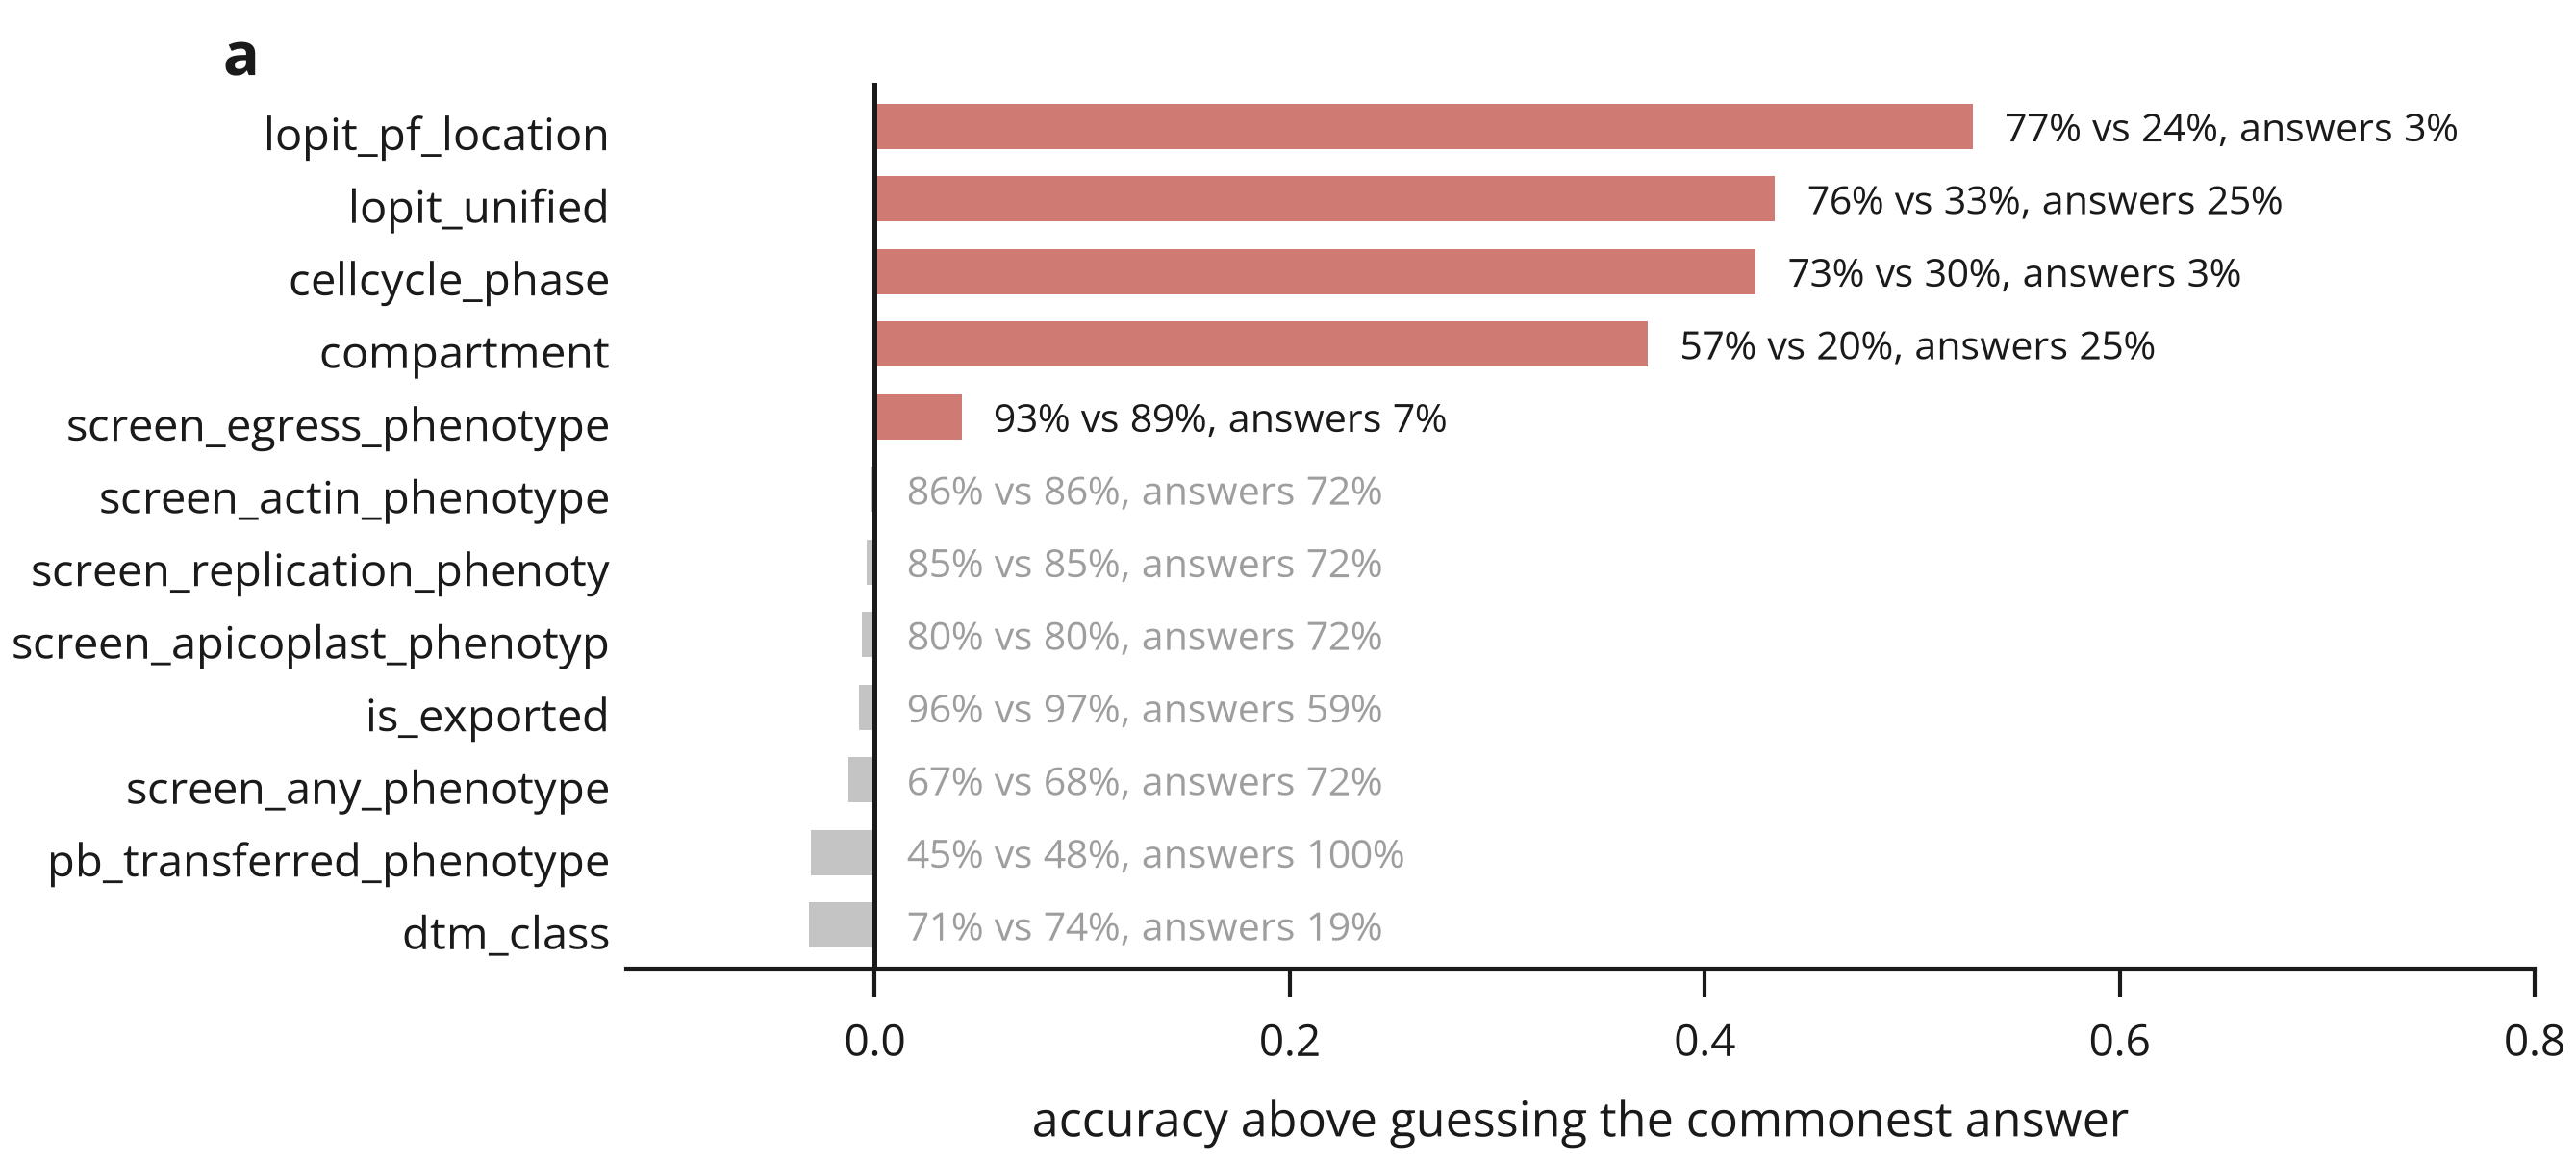 a
lopit_pf_location 77% vs 24%, answers 3%
lopit_unified 76% vs 33%, answers 25%
cellcycle_phase 73% vs 30%, answers 3%
compartment 57% vs 20%, answers 25%
screen_egress_phenotype 93% vs 89%, answers 7%
screen_actin_phenotype 86% vs 86%, answers 72%
screen_replication_phenoty 85% vs 85%, answers 72%
screen_apicoplast_phenotyp 80% vs 80%, answers 72%
is_exported 96% vs 97%, answers 59%
screen_any_phenotype 67% vs 68%, answers 72%
pb_transferred_phenotype 45% vs 48%, answers 100%
dtm_class 71% vs 74%, answers 19%
0.0 0.2 0.4 0.6 0.8
accuracy above guessing the commonest answer